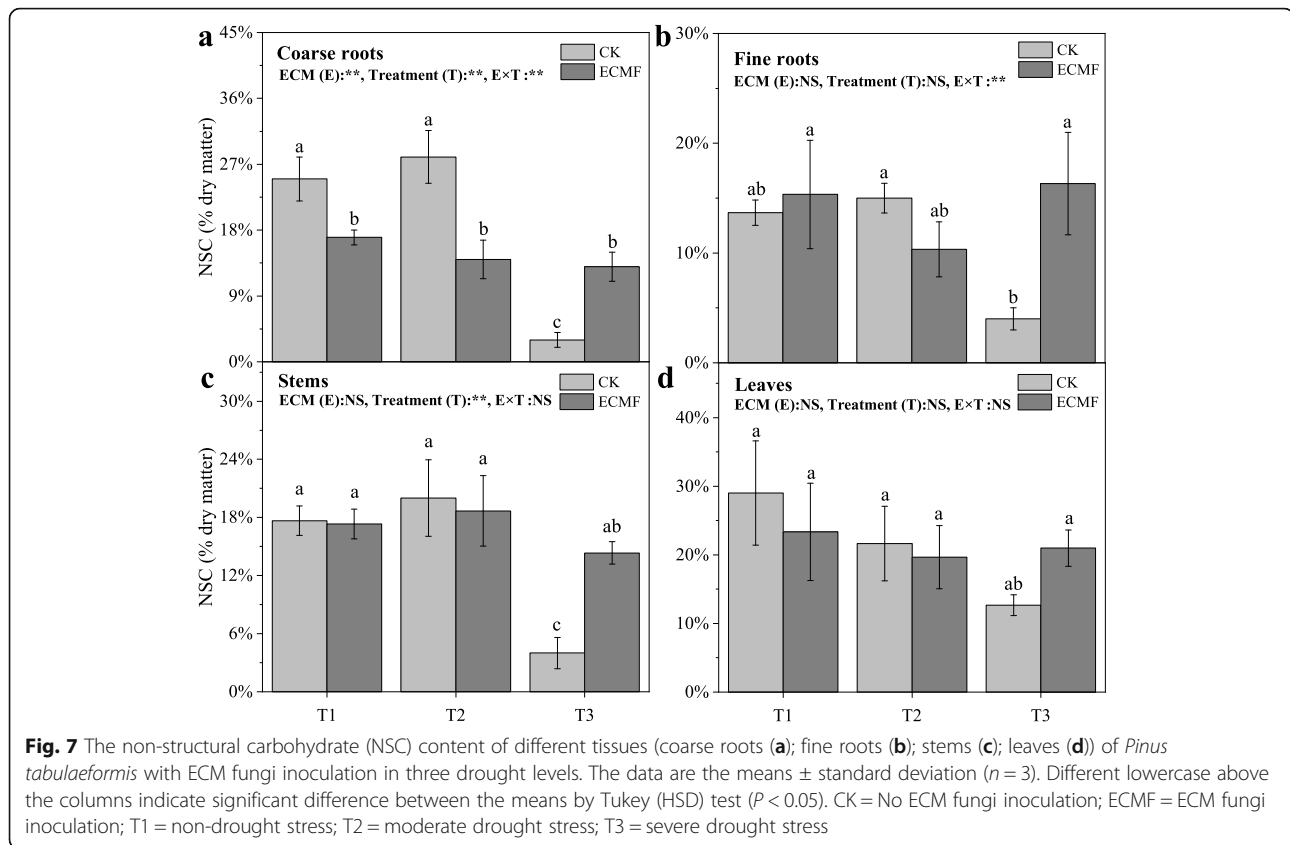 a
Coarse roots
ECM (E):**, Treatment (T):**, E×T :**
CK
ECMF
NSC (% dry matter)
45%
36%
27%
18%
9%
0%
a
b
a
b
c
b
b
Fine roots
ECM (E):NS, Treatment (T):NS, E×T :**
CK
ECMF
30%
20%
10%
0%
ab
a
a
ab
b
a
c
Stems
ECM (E):NS, Treatment (T):**, E×T :NS
CK
ECMF
NSC (% dry matter)
30%
24%
18%
12%
6%
0%
a
a
a
a
c
ab
T1
T2
T3
d
Leaves
ECM (E):NS, Treatment (T):NS, E×T :NS
CK
ECMF
40%
30%
20%
10%
0%
a
a
a
a
ab
a
T1
T2
T3
Fig. 7 The non-structural carbohydrate (NSC) content of different tissues (coarse roots (a); fine roots (b); stems (c); leaves (d)) of Pinus
tabulaeformis with ECM fungi inoculation in three drought levels. The data are the means ± standard deviation (n = 3). Different lowercase above
the columns indicate significant difference between the means by Tukey (HSD) test (P < 0.05). CK = No ECM fungi inoculation; ECMF = ECM fungi
inoculation; T1 = non-drought stress; T2 = moderate drought stress; T3 = severe drought stress